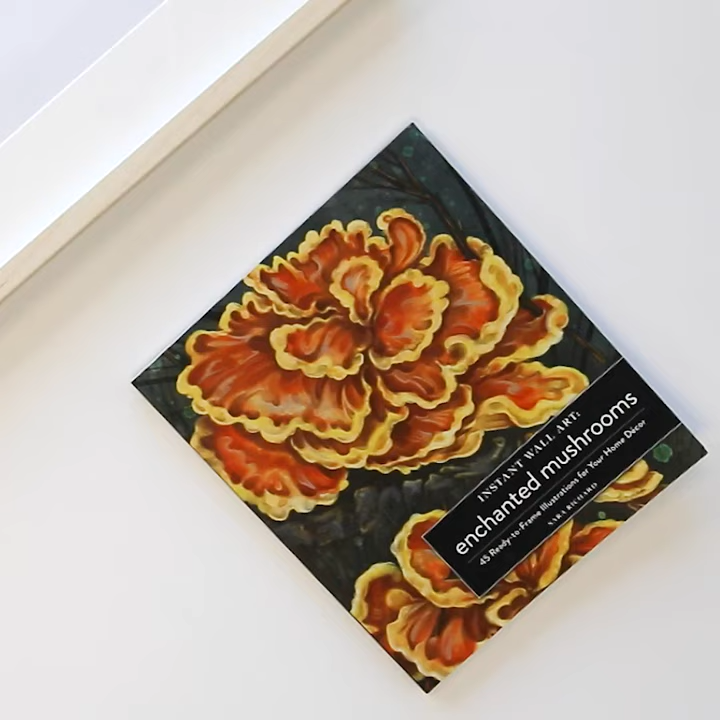 INSTANT WALL ART:
enchanted mushrooms
45 Ready-to-Frame Illustrations for Your Home Décor
SARA RICHARD